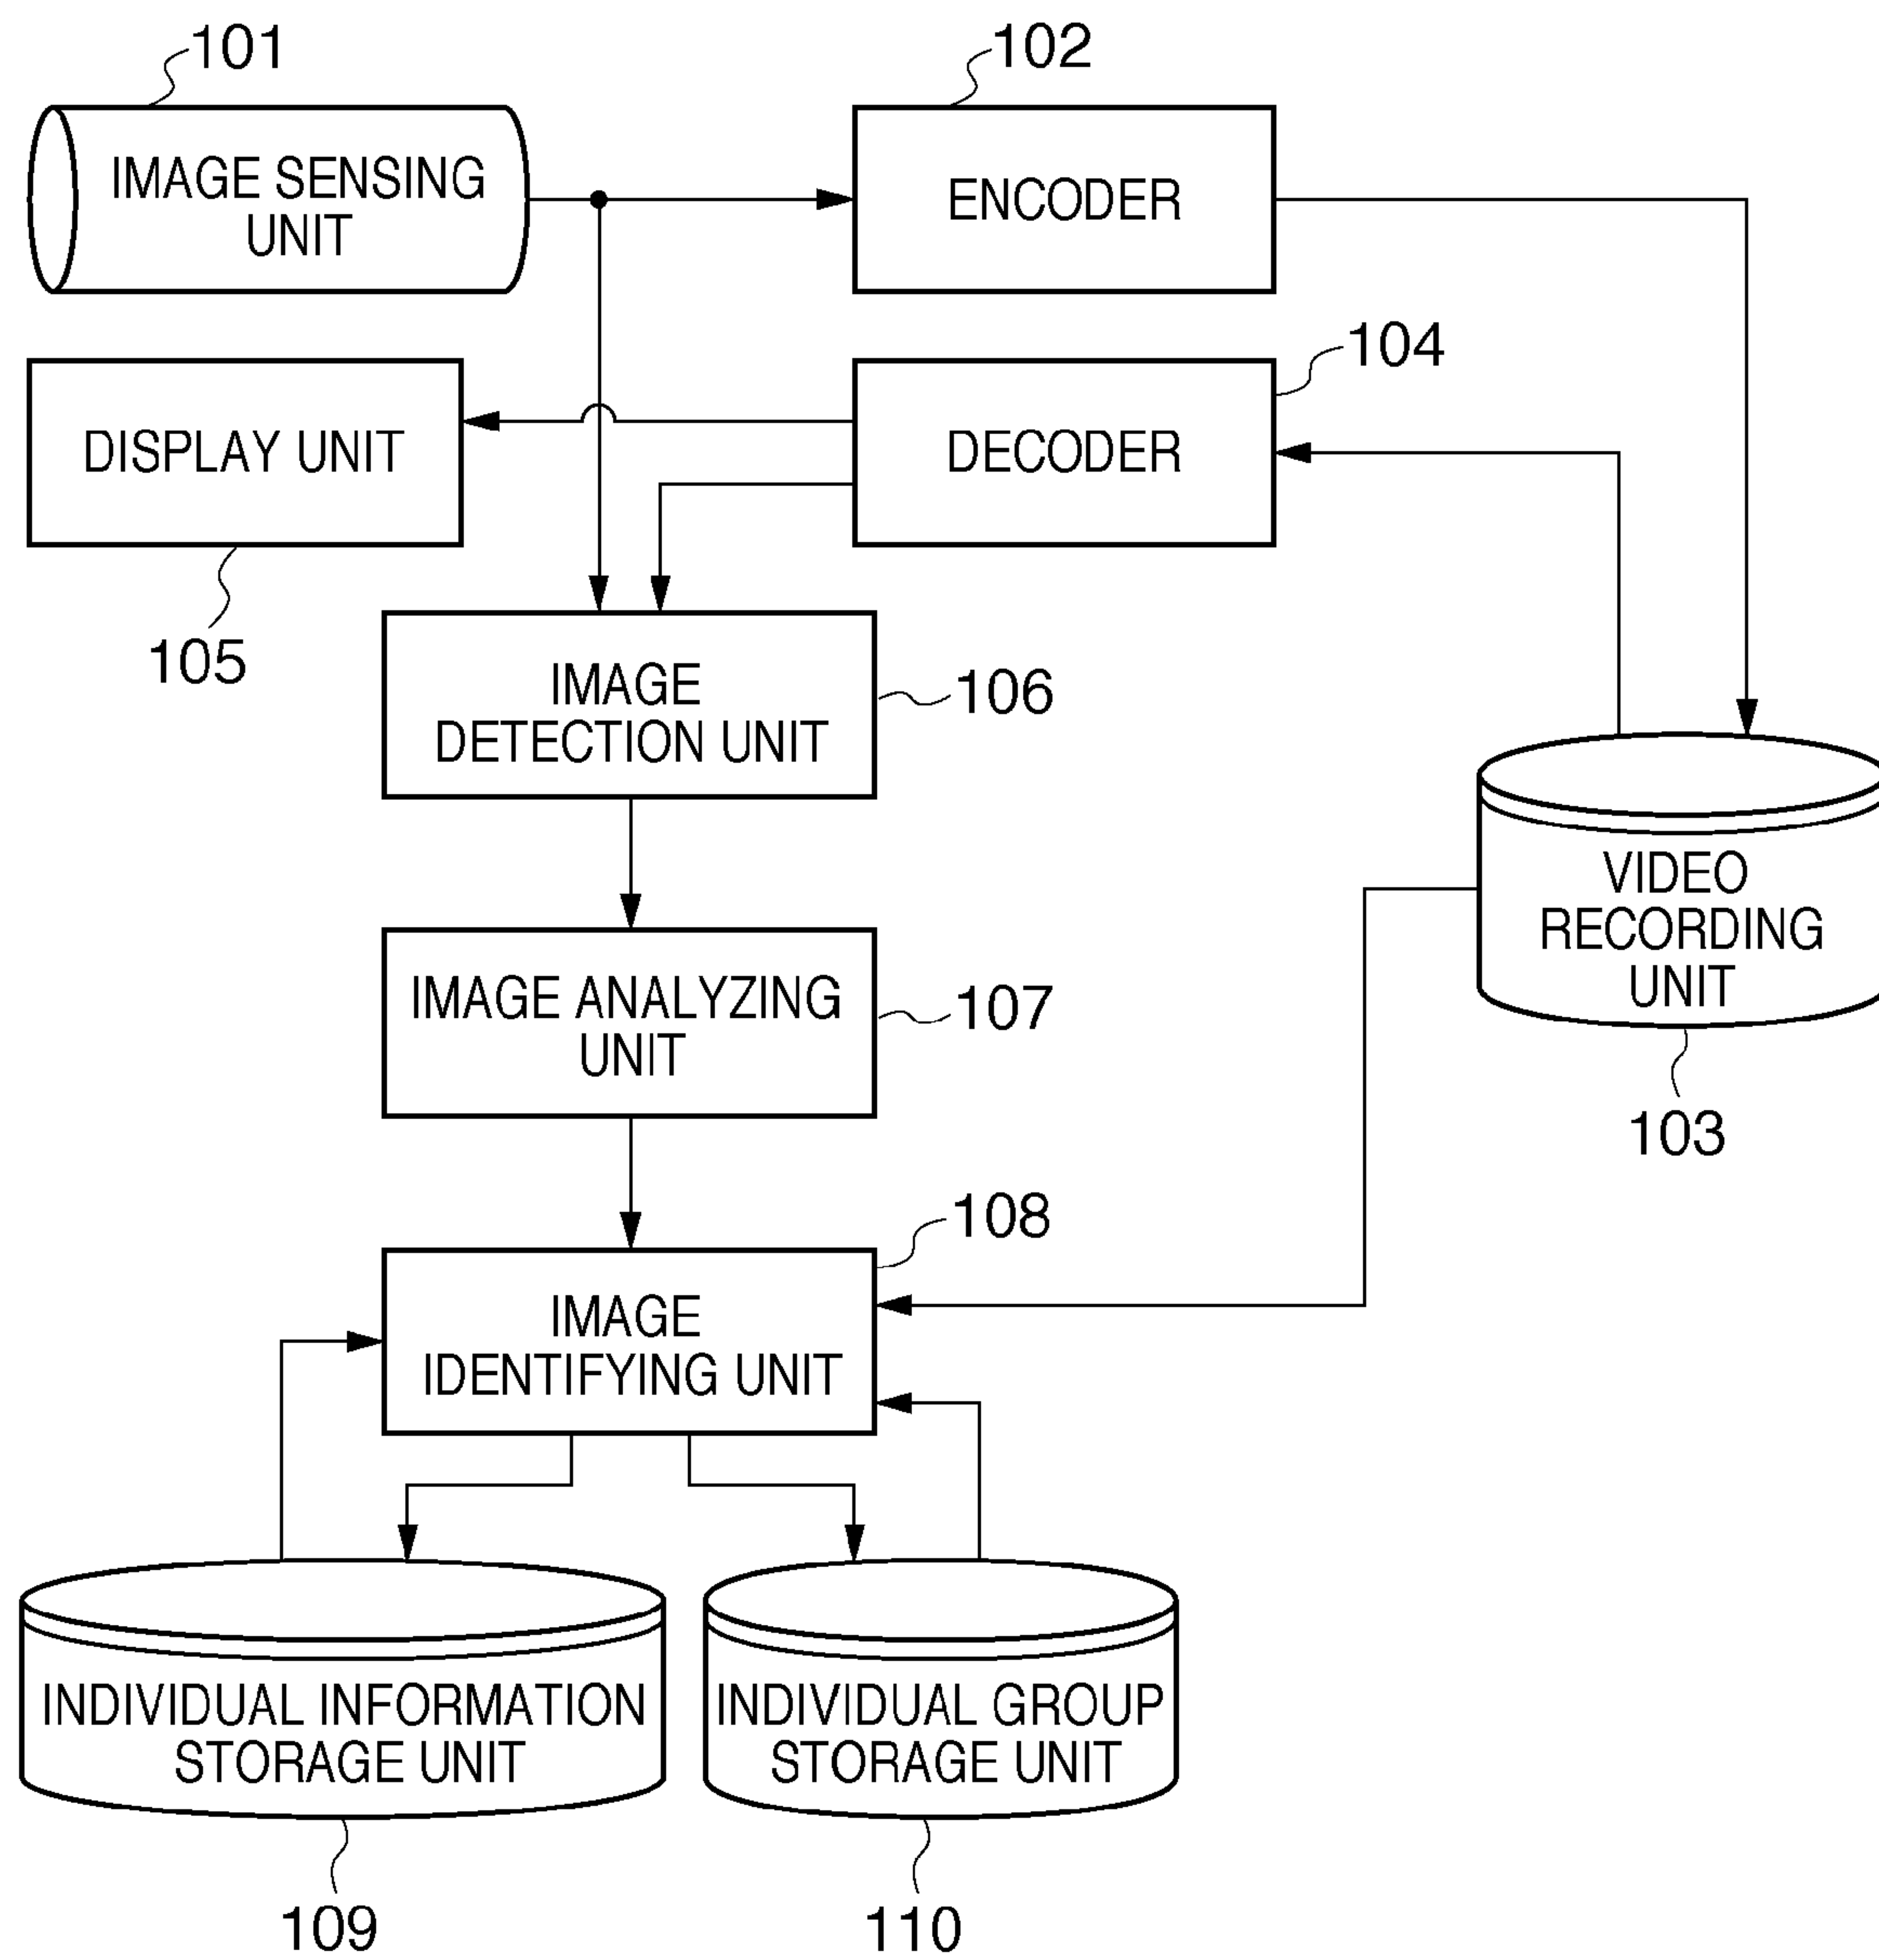 101
102
IMAGE SENSING
UNIT
ENCODER
104
DISPLAY UNIT
DECODER
105
IMAGE
DETECTION UNIT
106
VIDEO
RECORDING
UNIT
IMAGE ANALYZING
UNIT
107
103
108
IMAGE
IDENTIFYING UNIT
INDIVIDUAL INFORMATION
STORAGE UNIT
INDIVIDUAL GROUP
STORAGE UNIT
109
110